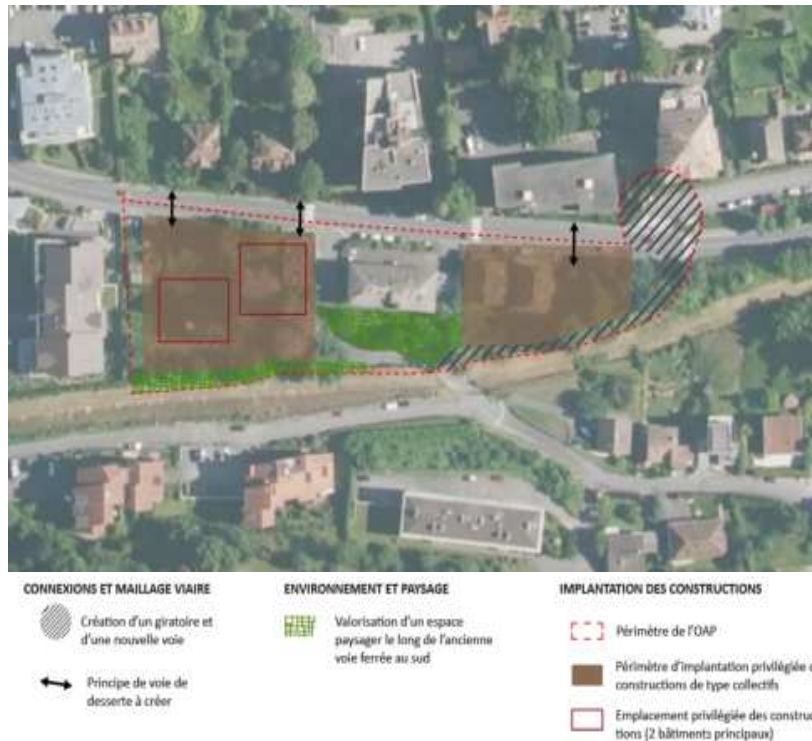 CONNEXIONS ET MAILLAGE VIAIRE
Création d'un giratoire et
d'une nouvelle voie
Principe de voie de
desserte à créer
ENVIRONNEMENT ET PAYSAGE
Valorisation d'un espace
paysager le long de l'ancienne
voie ferrée au sud
IMPLANTATION DES CONSTRUCTIONS
Périmètre de l'OAP
Périmètre d'implantation privilégiée
constructions de type collectifs
Emplacement privilégiée des constru
tions (2 bâtiments principaux)